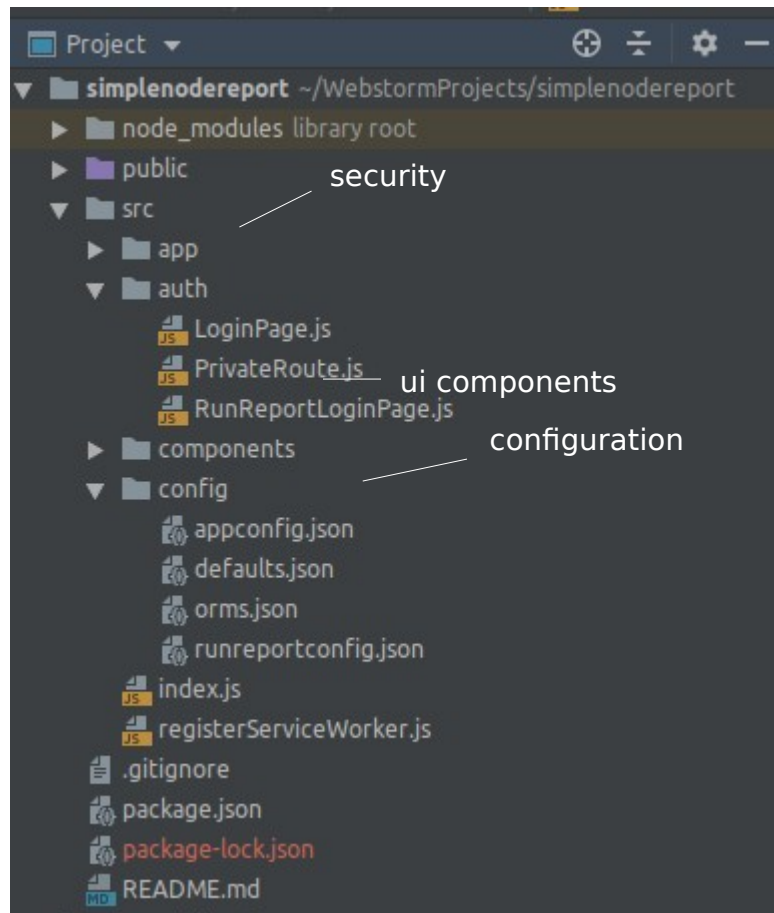 Project
simplenodereport ~/WebstormProjects/simplenodereport
node_modules library root
public
security
src
app
auth
LoginPage.js
PrivateRoute.js
ui components
RunReportLoginPage.js
configuration
components
config
appconfig.json
defaults.json
orms.json
runreportconfig.json
index.js
registerServiceWorker.js
.gitignore
package.json
package-lock.json
README.md